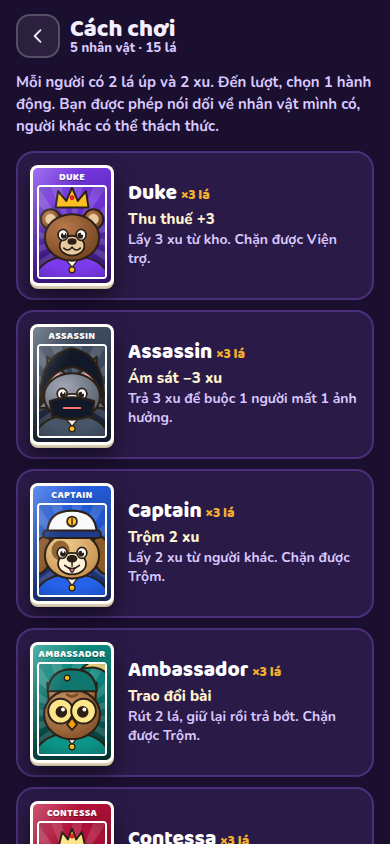 Cách chơi
5 nhân vật · 15 lá
Mỗi người có 2 lá úp và 2 xu. Đến lượt, chọn 1 hành
động. Bạn được phép nói dối về nhân vật mình có,
người khác có thể thách thức.
DUKE
Duke ×3 lá
Thu thuế +3
Lấy 3 xu từ kho. Chặn được Viện
trợ.
ASSASSIN
Assassin ×3 lá
Ám sát −3 xu
Trả 3 xu để buộc 1 người mất 1 ảnh
hưởng.
CAPTAIN
Captain ×3 lá
Trộm 2 xu
Lấy 2 xu từ người khác. Chặn được
Trộm.
AMBASSADOR
Ambassador ×3 lá
Trao đổi bài
Rút 2 lá, giữ lại rồi trả bớt. Chặn
được Trộm.
CONTESSA
Contessa ×3 lá